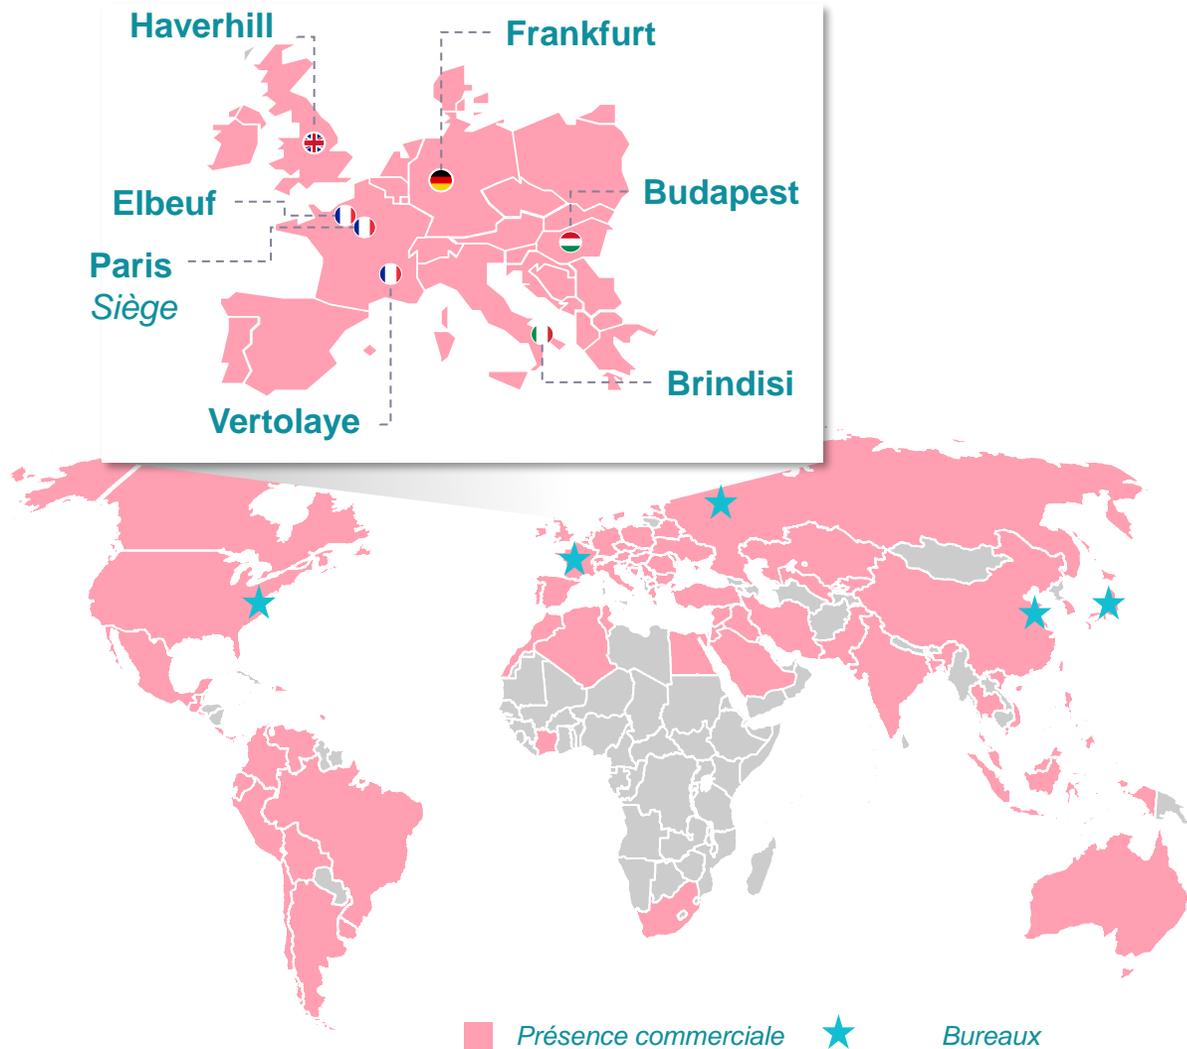 Haverhill
Frankfurt
Elbeuf
Budapest
Paris
Siège
Brindisi
Vertolaye
Présence commerciale
Bureaux